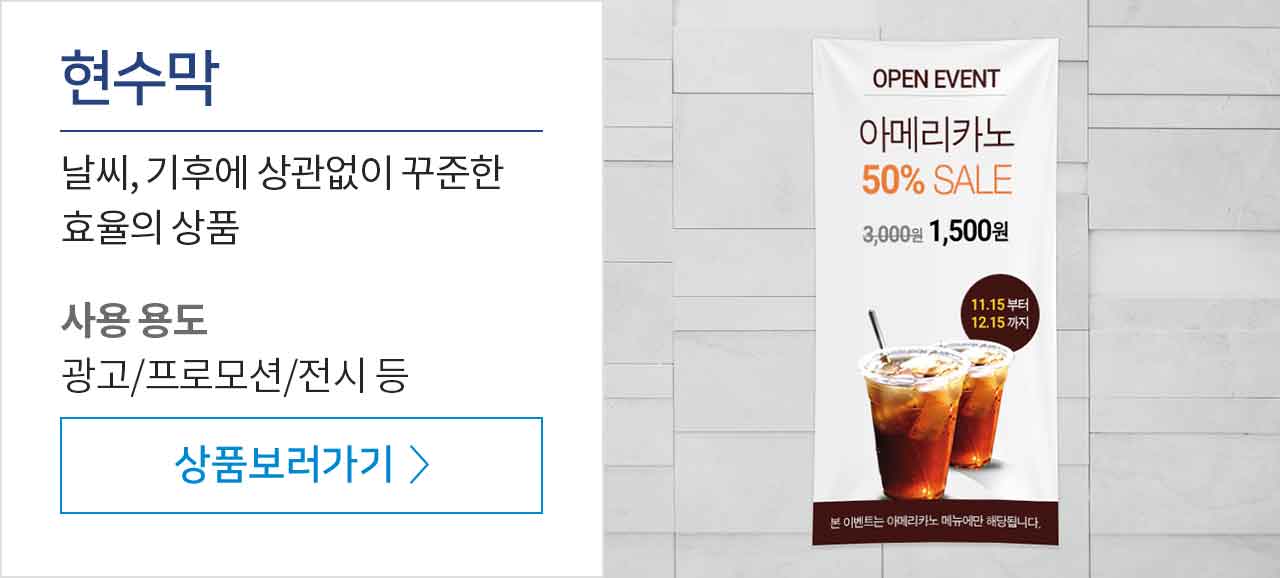 현수막
날씨, 기후에 상관없이 꾸준한
효율의 상품
사용 용도
광고/프로모션/전시 등
상품보러가기 >
OPEN EVENT
아메리카노
50% SALE
3,000원 1,500원
11.15 부터
12.15 까지
본 이벤트는 아메리카노 메뉴에만 해당됩니다.